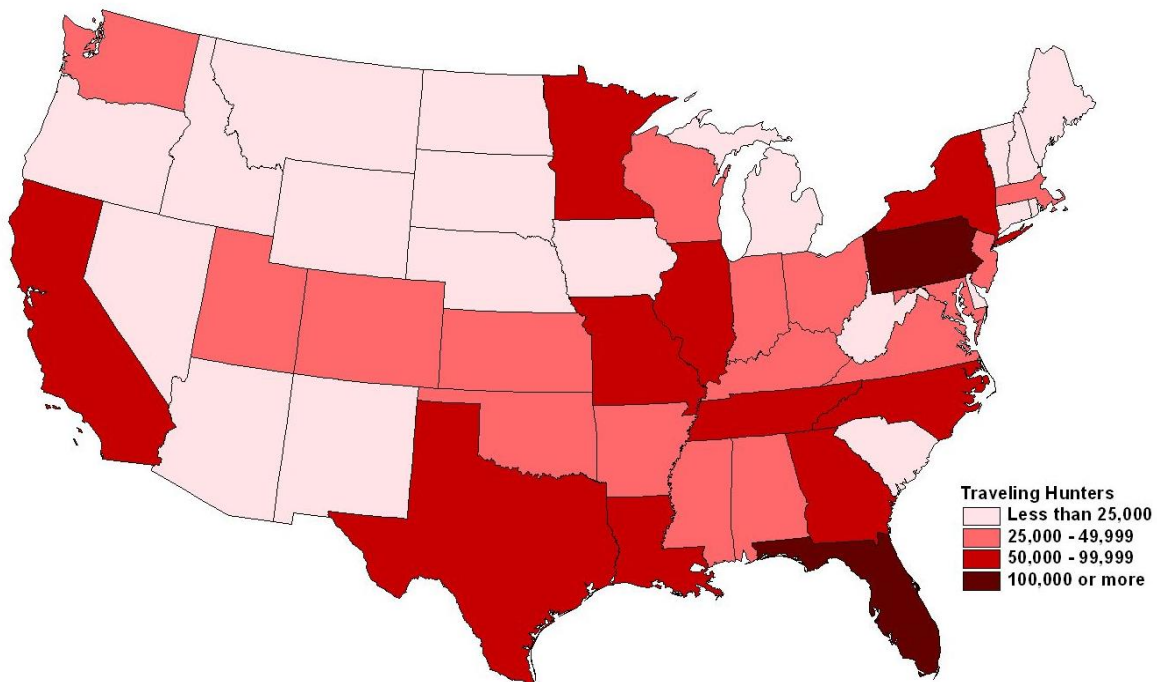 Traveling Hunters
Less than 25,000
25,000 - 49,999
50,000 - 99,999
100,000 or more